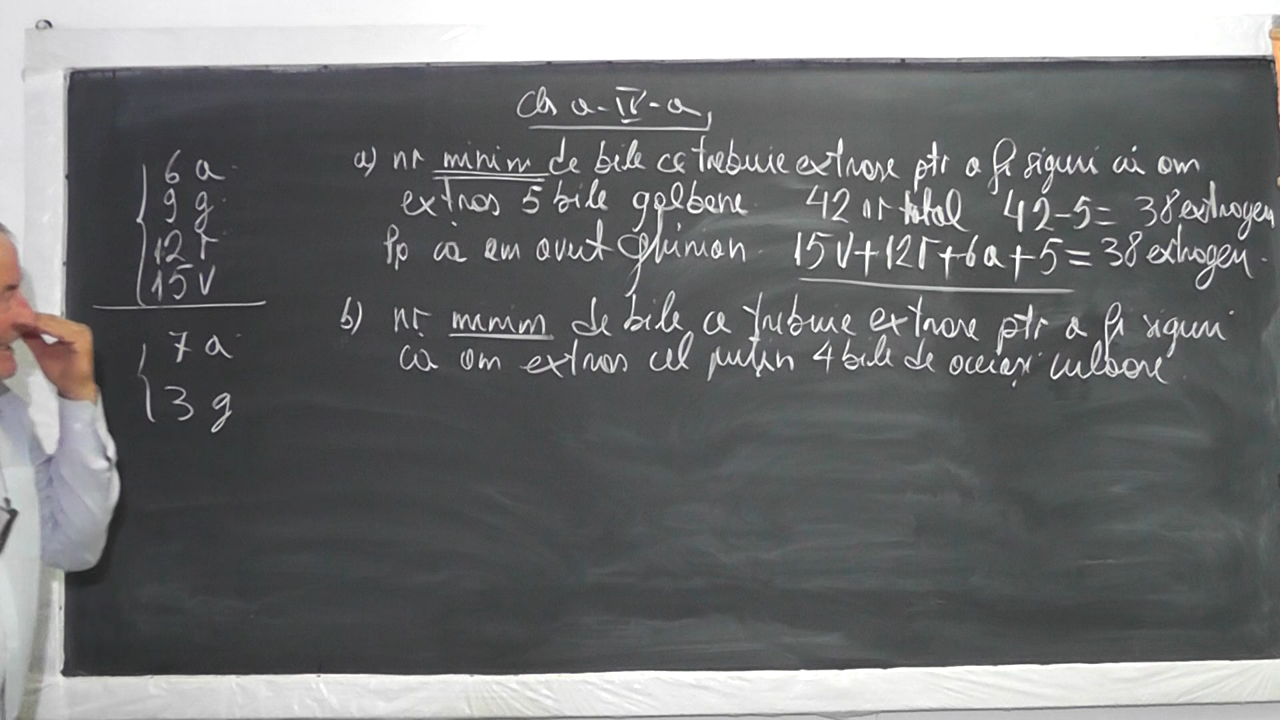 cls a-IV-a,
6 a
9 g
12 r
15 V
7 a
13 g
a) nr minim de bile ce trebuie extrase ptr a fi siguri că am
extras 5 bile galbene. 42 nr total 42-5= 38 extrageri
Pp că am avut ghinion. 15V+12r+6a+5=38 extrageri.
b) nr minim de bile, ce trebuie extrase ptr a fi siguri
că am extras cel puțin 4 bile de aceiași culoare.